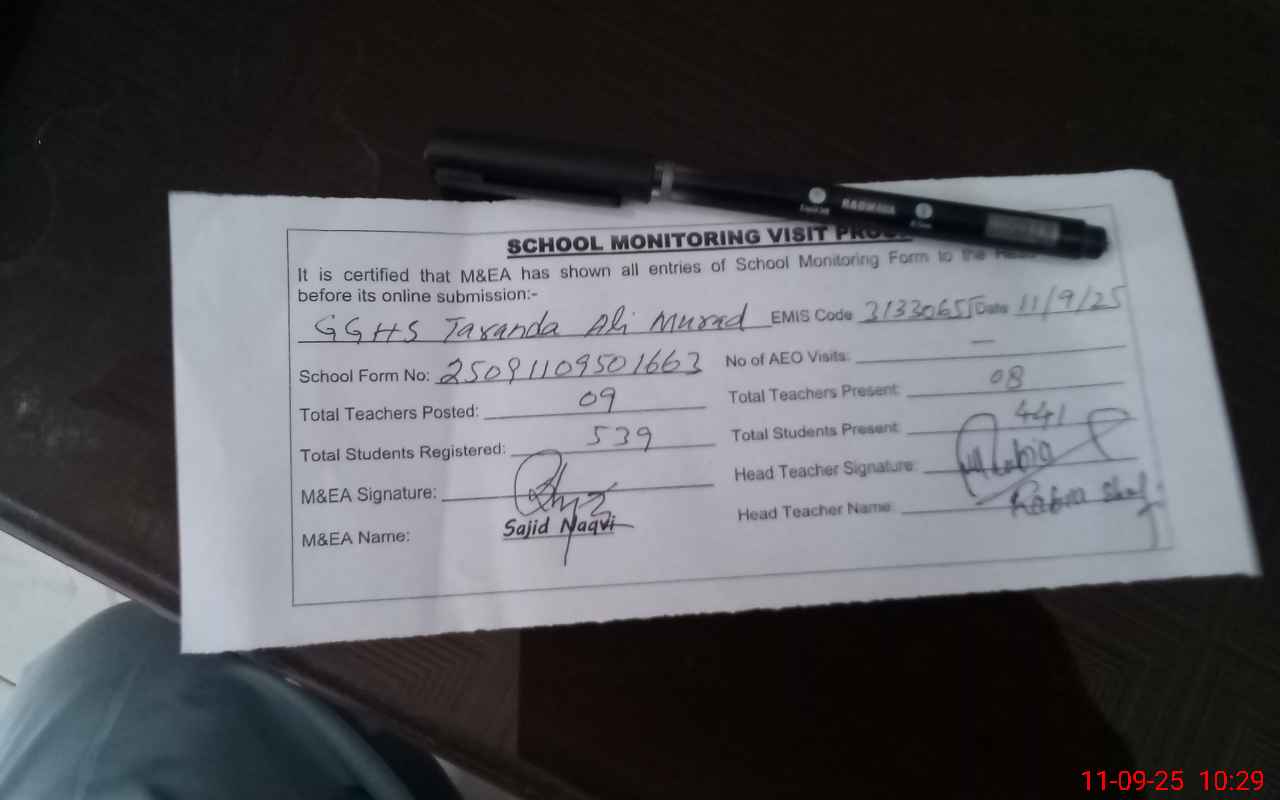 SCHOOL MONITORING VISIT
It is certified that M&EA has shown all entries of School Monitoring Form to the
before its online submission:-
GGHS Taranda Ali Murad EMIS Code 31330655 Date 11/9/25
School Form No: 25091109501663 No of AEO Visits: —
Total Teachers Posted: 09 Total Teachers Present: 08
Total Students Registered: 539 Total Students Present: 441
M&EA Signature: Head Teacher Signature:
M&EA Name: Sajid Naqvi Head Teacher Name:
11-09-25 10:29